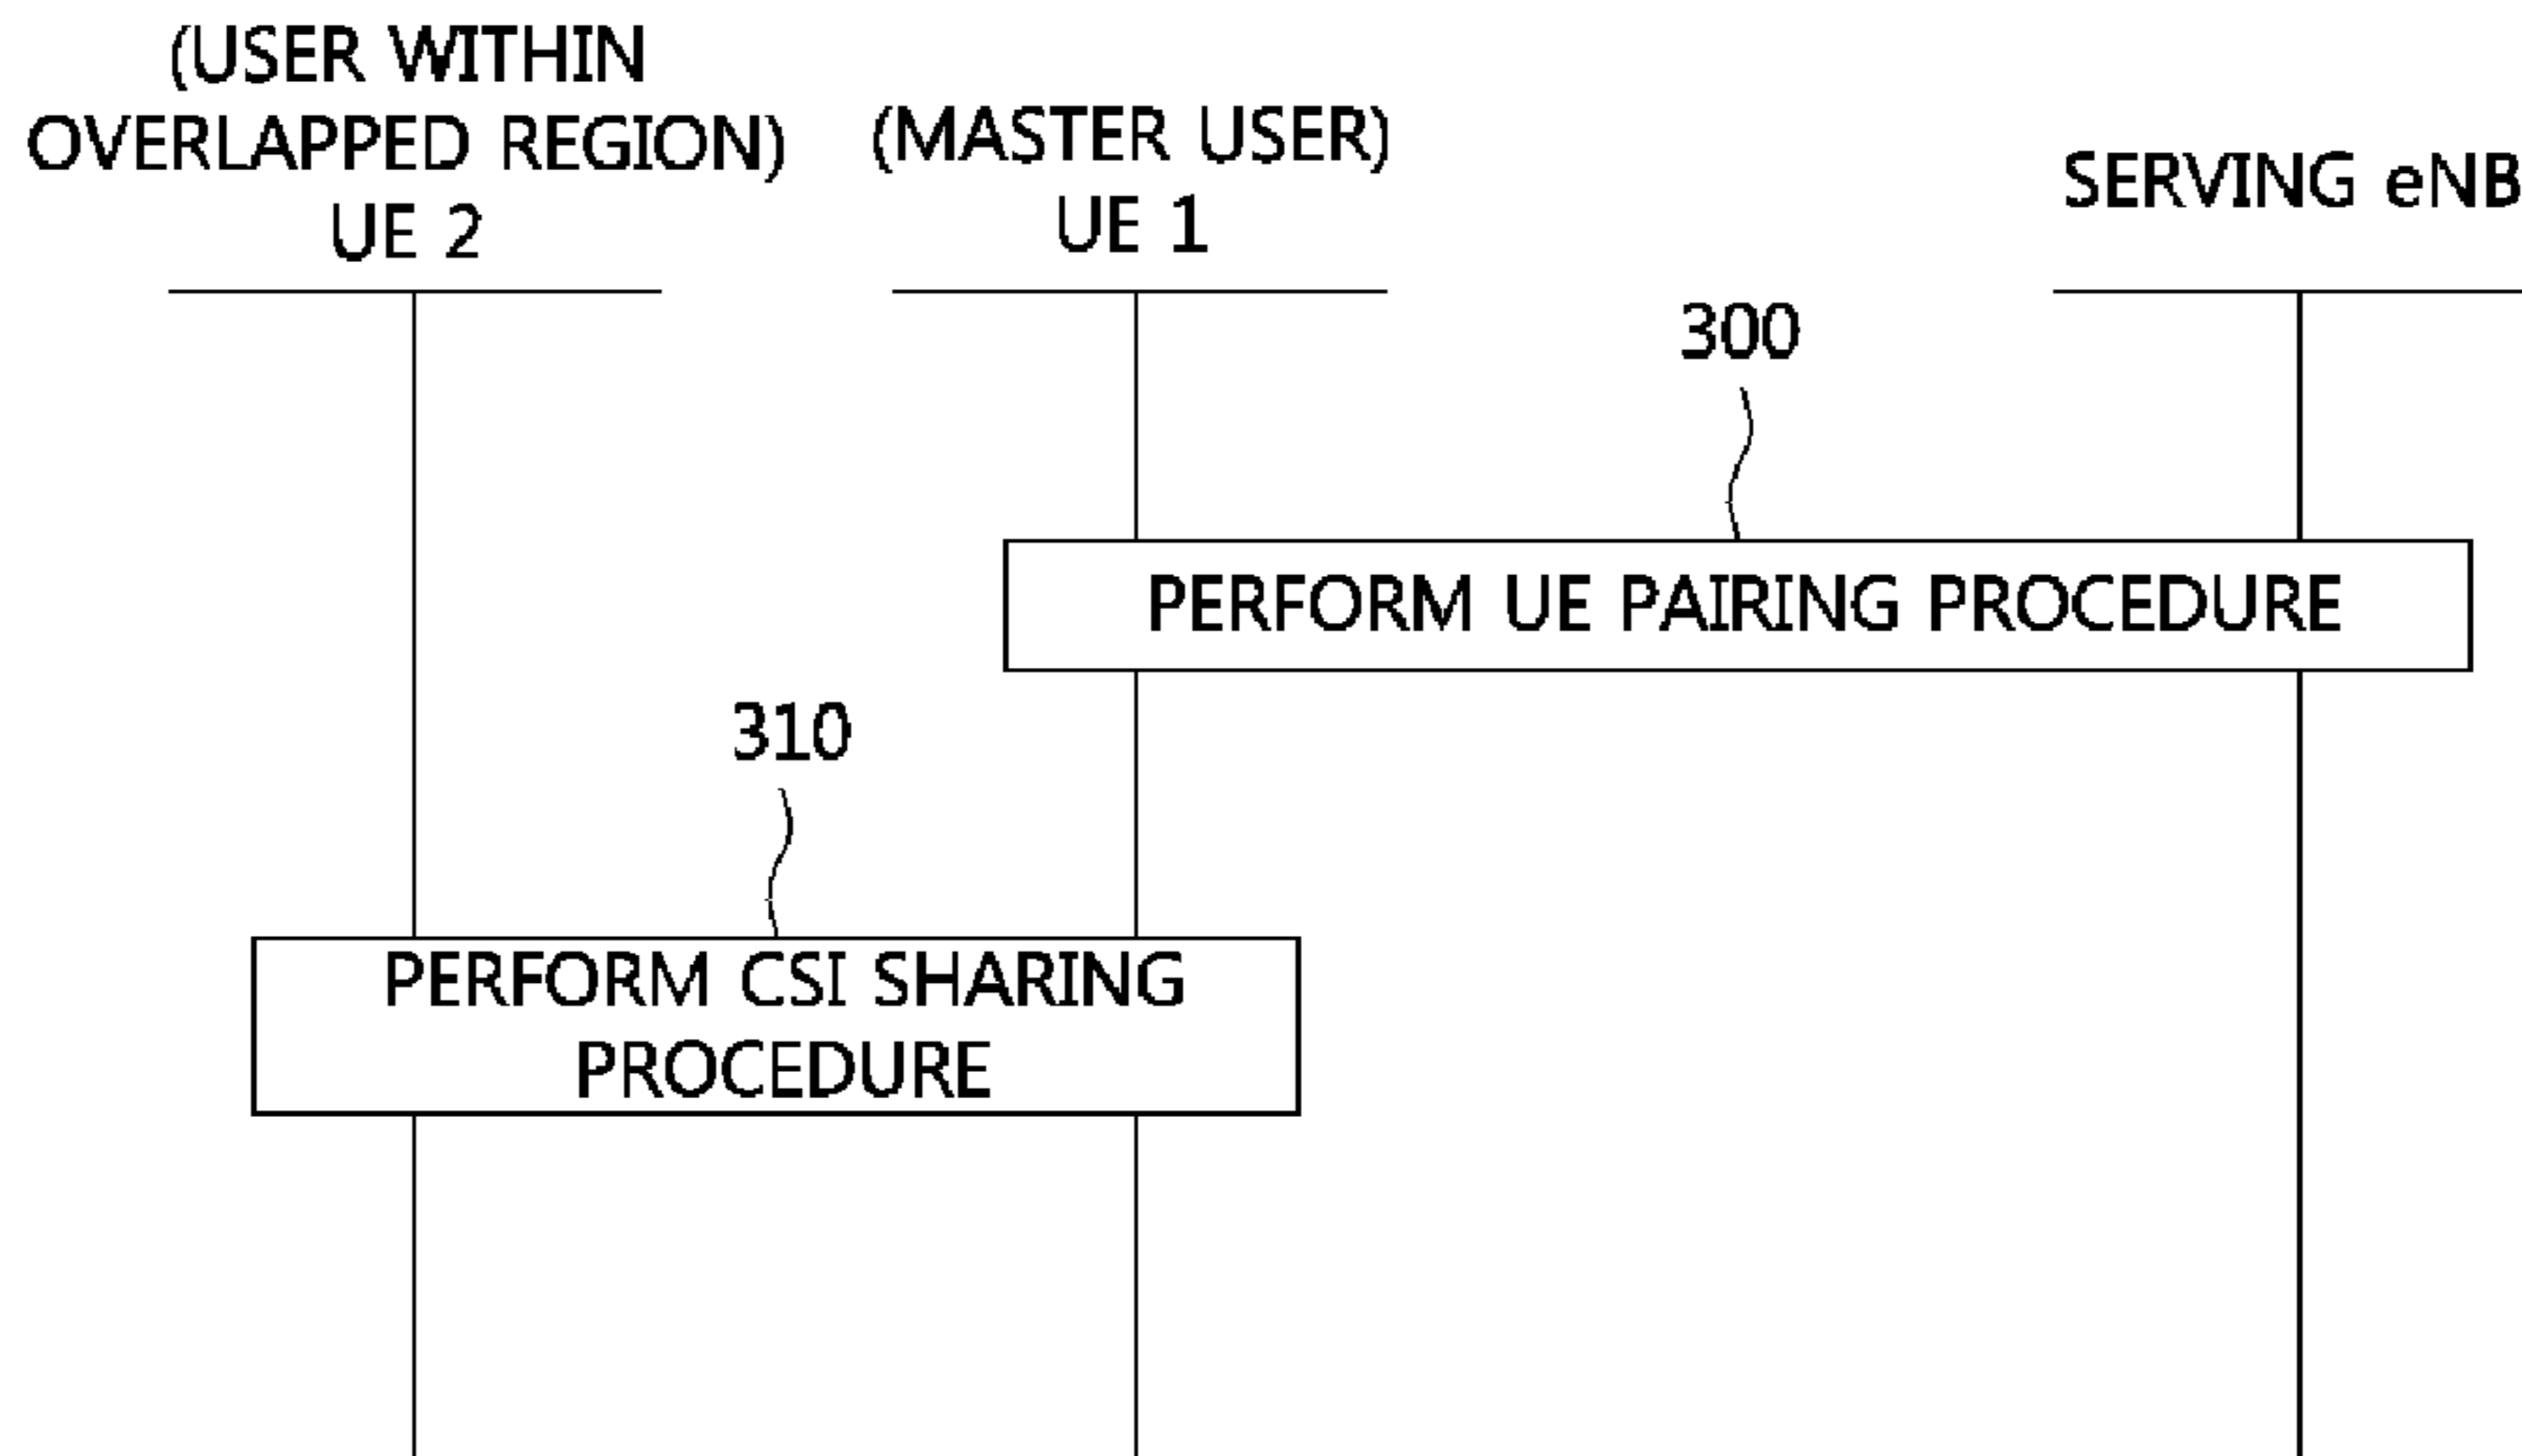 (USER WITHIN
OVERLAPPED REGION)
UE 2
(MASTER USER)
UE 1
SERVING eNB
300
PERFORM UE PAIRING PROCEDURE
310
PERFORM CSI SHARING
PROCEDURE